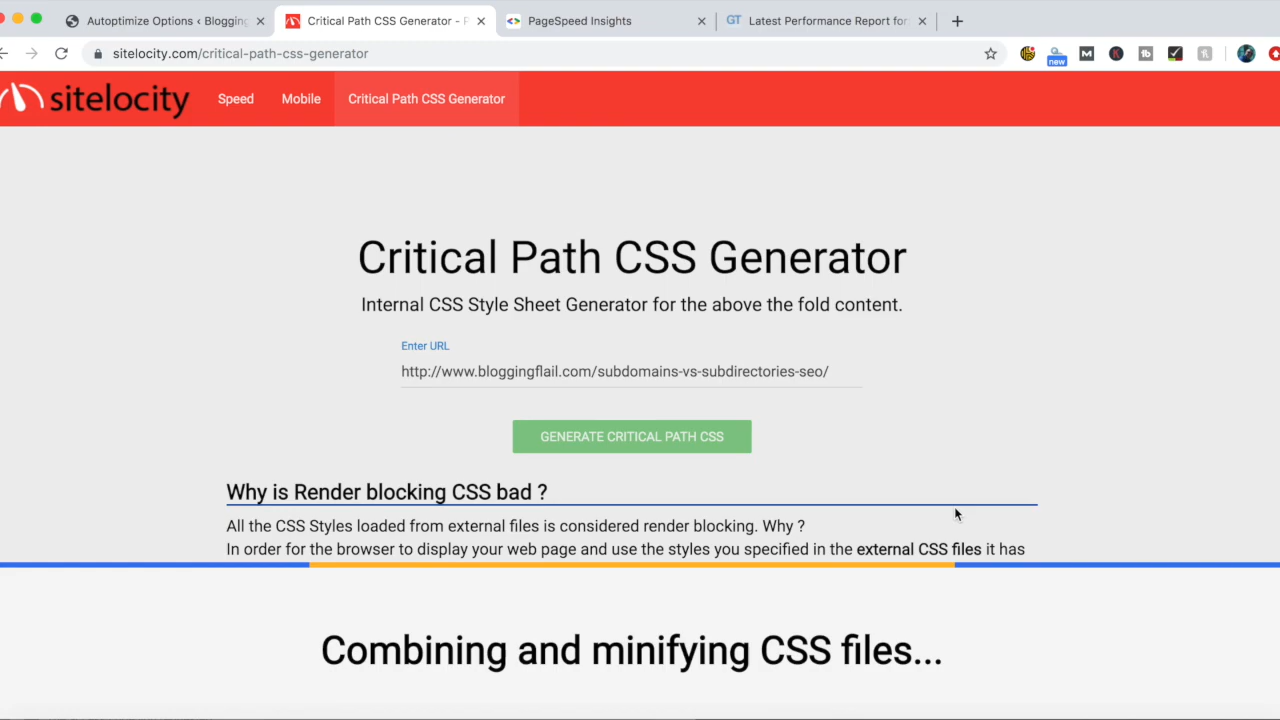 Autoptimize Options ‹ Blogging
Critical Path CSS Generator - F
PageSpeed Insights
GT Latest Performance Report for:
sitelocity.com/critical-path-css-generator
new
sitelocity
Speed
Mobile
Critical Path CSS Generator
Critical Path CSS Generator
Internal CSS Style Sheet Generator for the above the fold content.
Enter URL
http://www.bloggingflail.com/subdomains-vs-subdirectories-seo/
GENERATE CRITICAL PATH CSS
Why is Render blocking CSS bad ?
All the CSS Styles loaded from external files is considered render blocking. Why ?
In order for the browser to display your web page and use the styles you specified in the external CSS files it has
Combining and minifying CSS files...